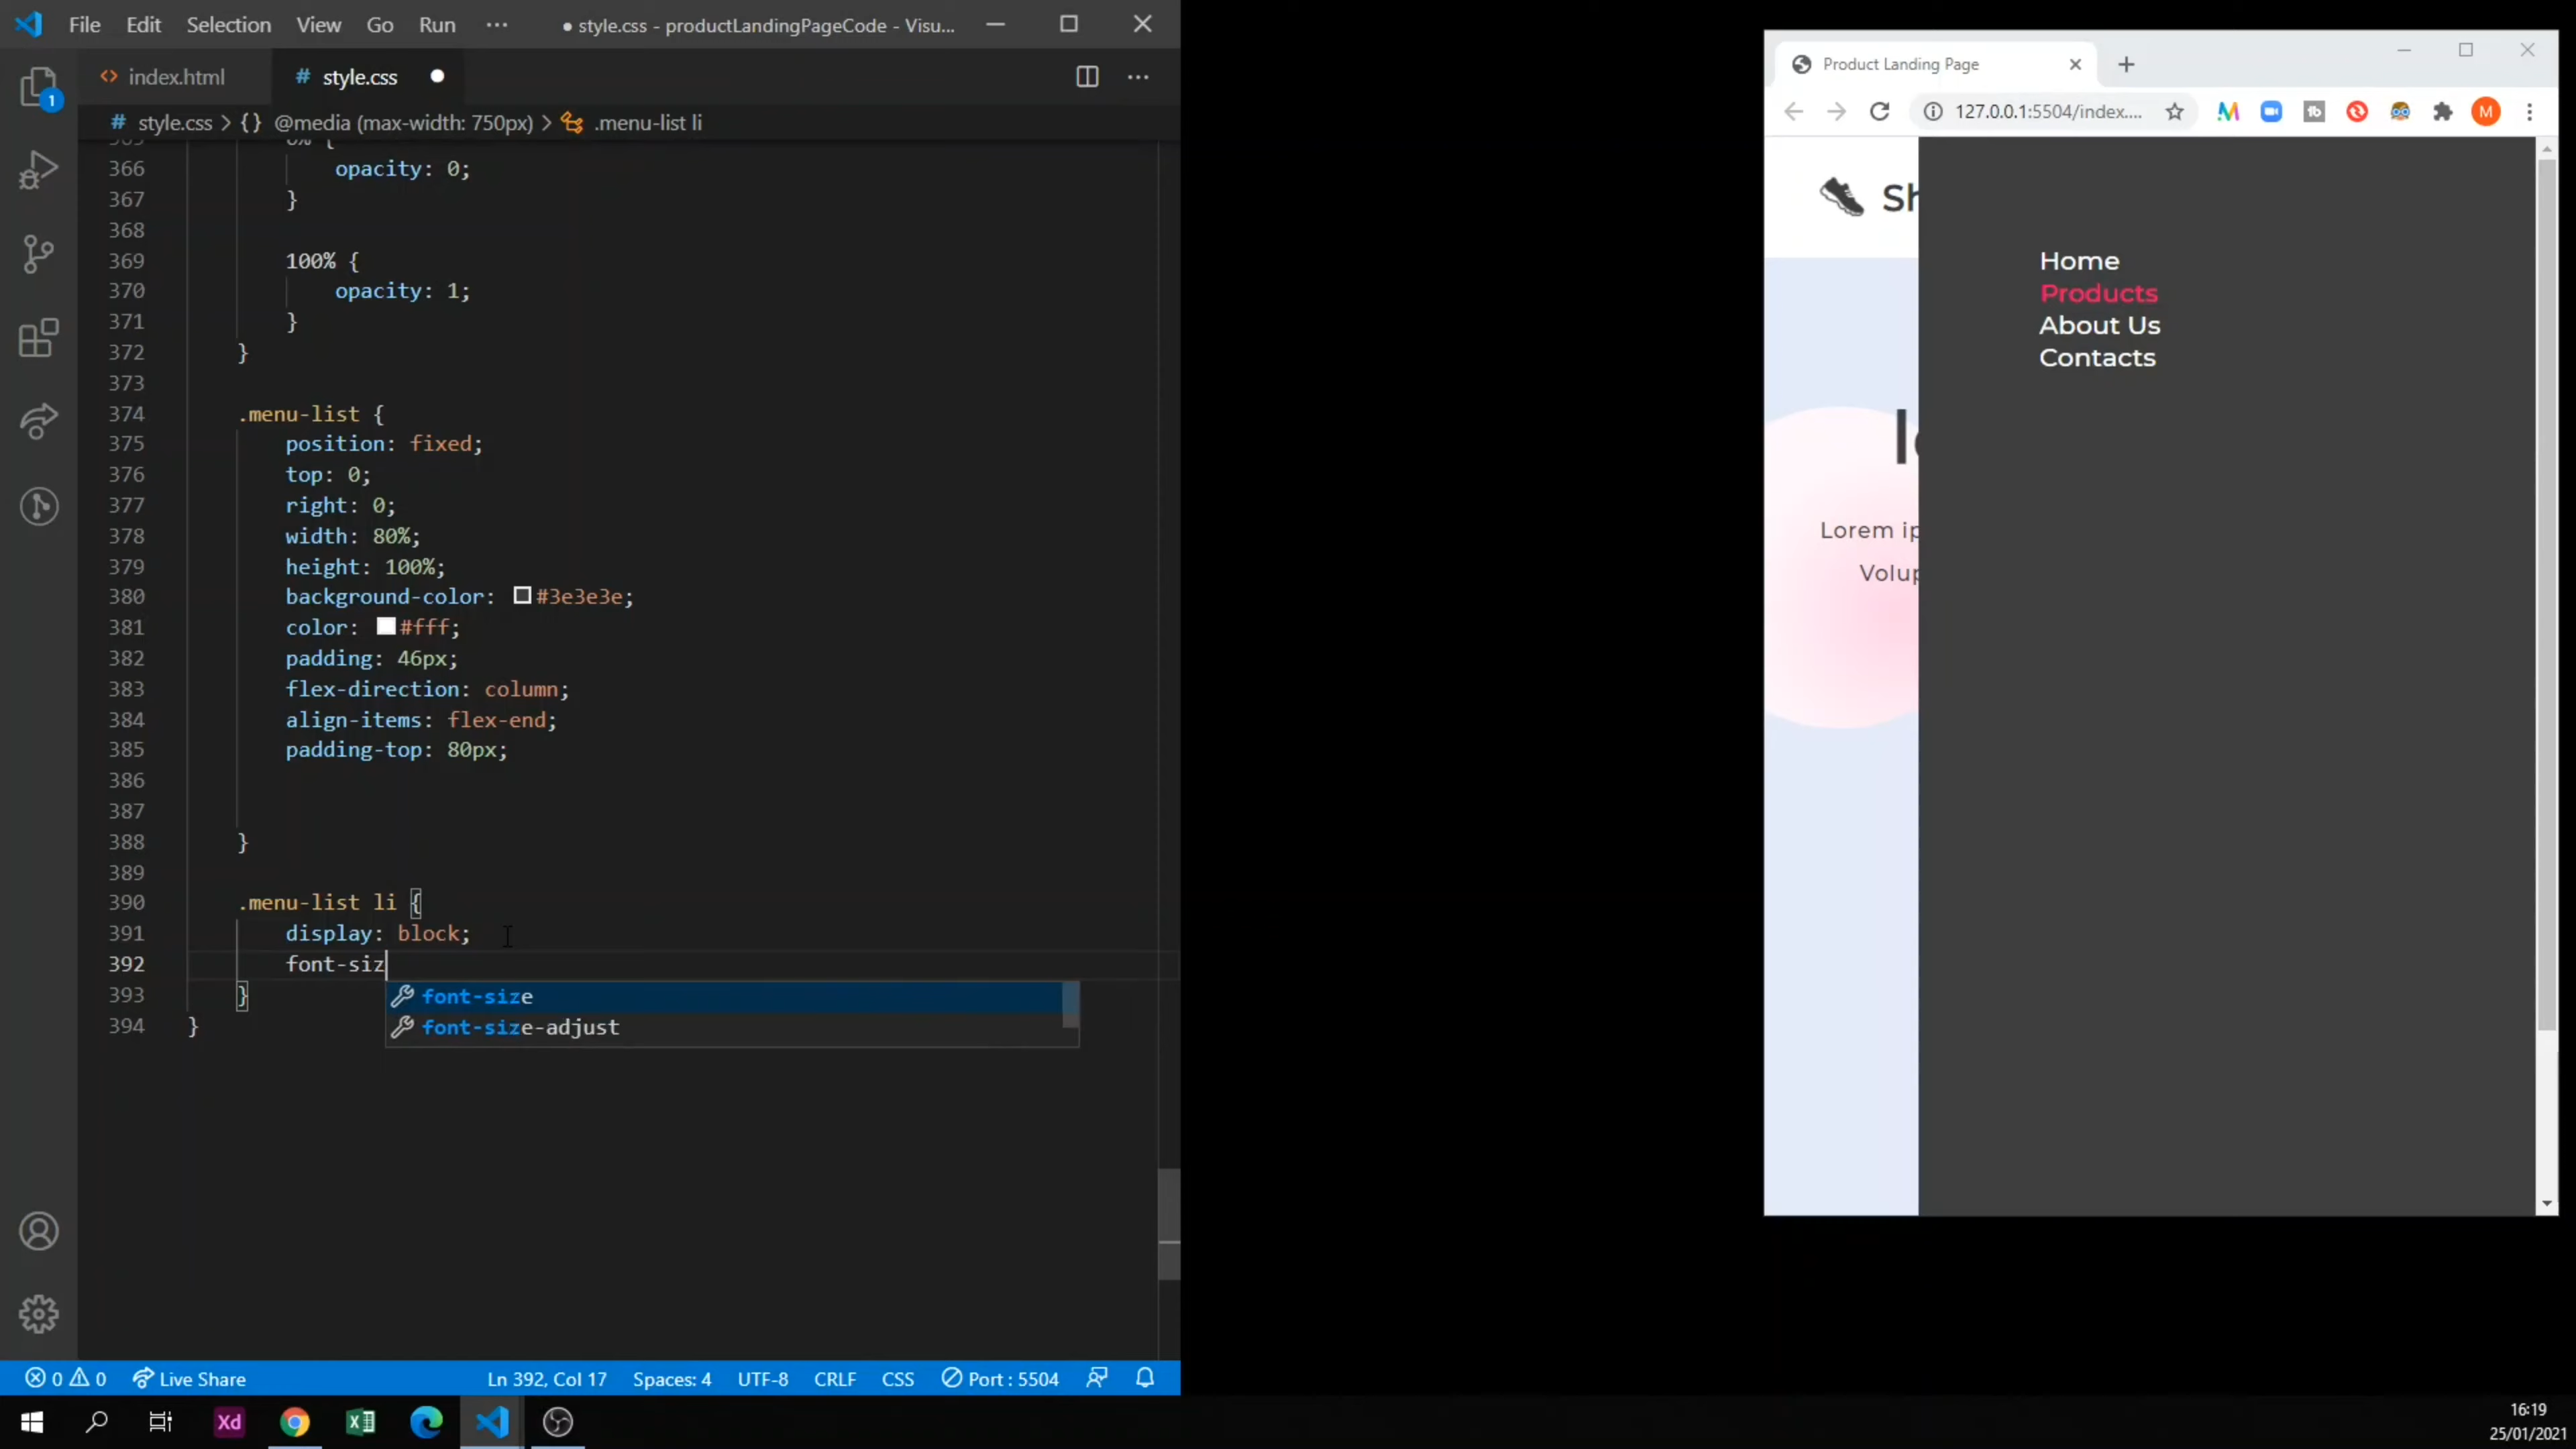 File Edit Selection View Go Run ··· ● style.css - productLandingPageCode - Visu...
<> index.html # style.css ●
# style.css > {} @media (max-width: 750px) > .menu-list li
1
366 opacity: 0;
367 }
368
369 100% {
370 opacity: 1;
371 }
372 }
373
374 .menu-list {
375 position: fixed;
376 top: 0;
377 right: 0;
378 width: 80%;
379 height: 100%;
380 background-color: #3e3e3e;
381 color: #fff;
382 padding: 46px;
383 flex-direction: column;
384 align-items: flex-end;
385 padding-top: 80px;
386
387
388 }
389
390 .menu-list li {
391 display: block;
392 font-siz
393 }
394 }
font-size
font-size-adjust
0 0 Live Share Ln 392, Col 17 Spaces: 4 UTF-8 CRLF CSS Port : 5504
Product Landing Page
127.0.0.1:5504/index.... M
Sh
Home
Products
About Us
Contacts
Lorem ip
Volup
Xd
16:19
25/01/2021